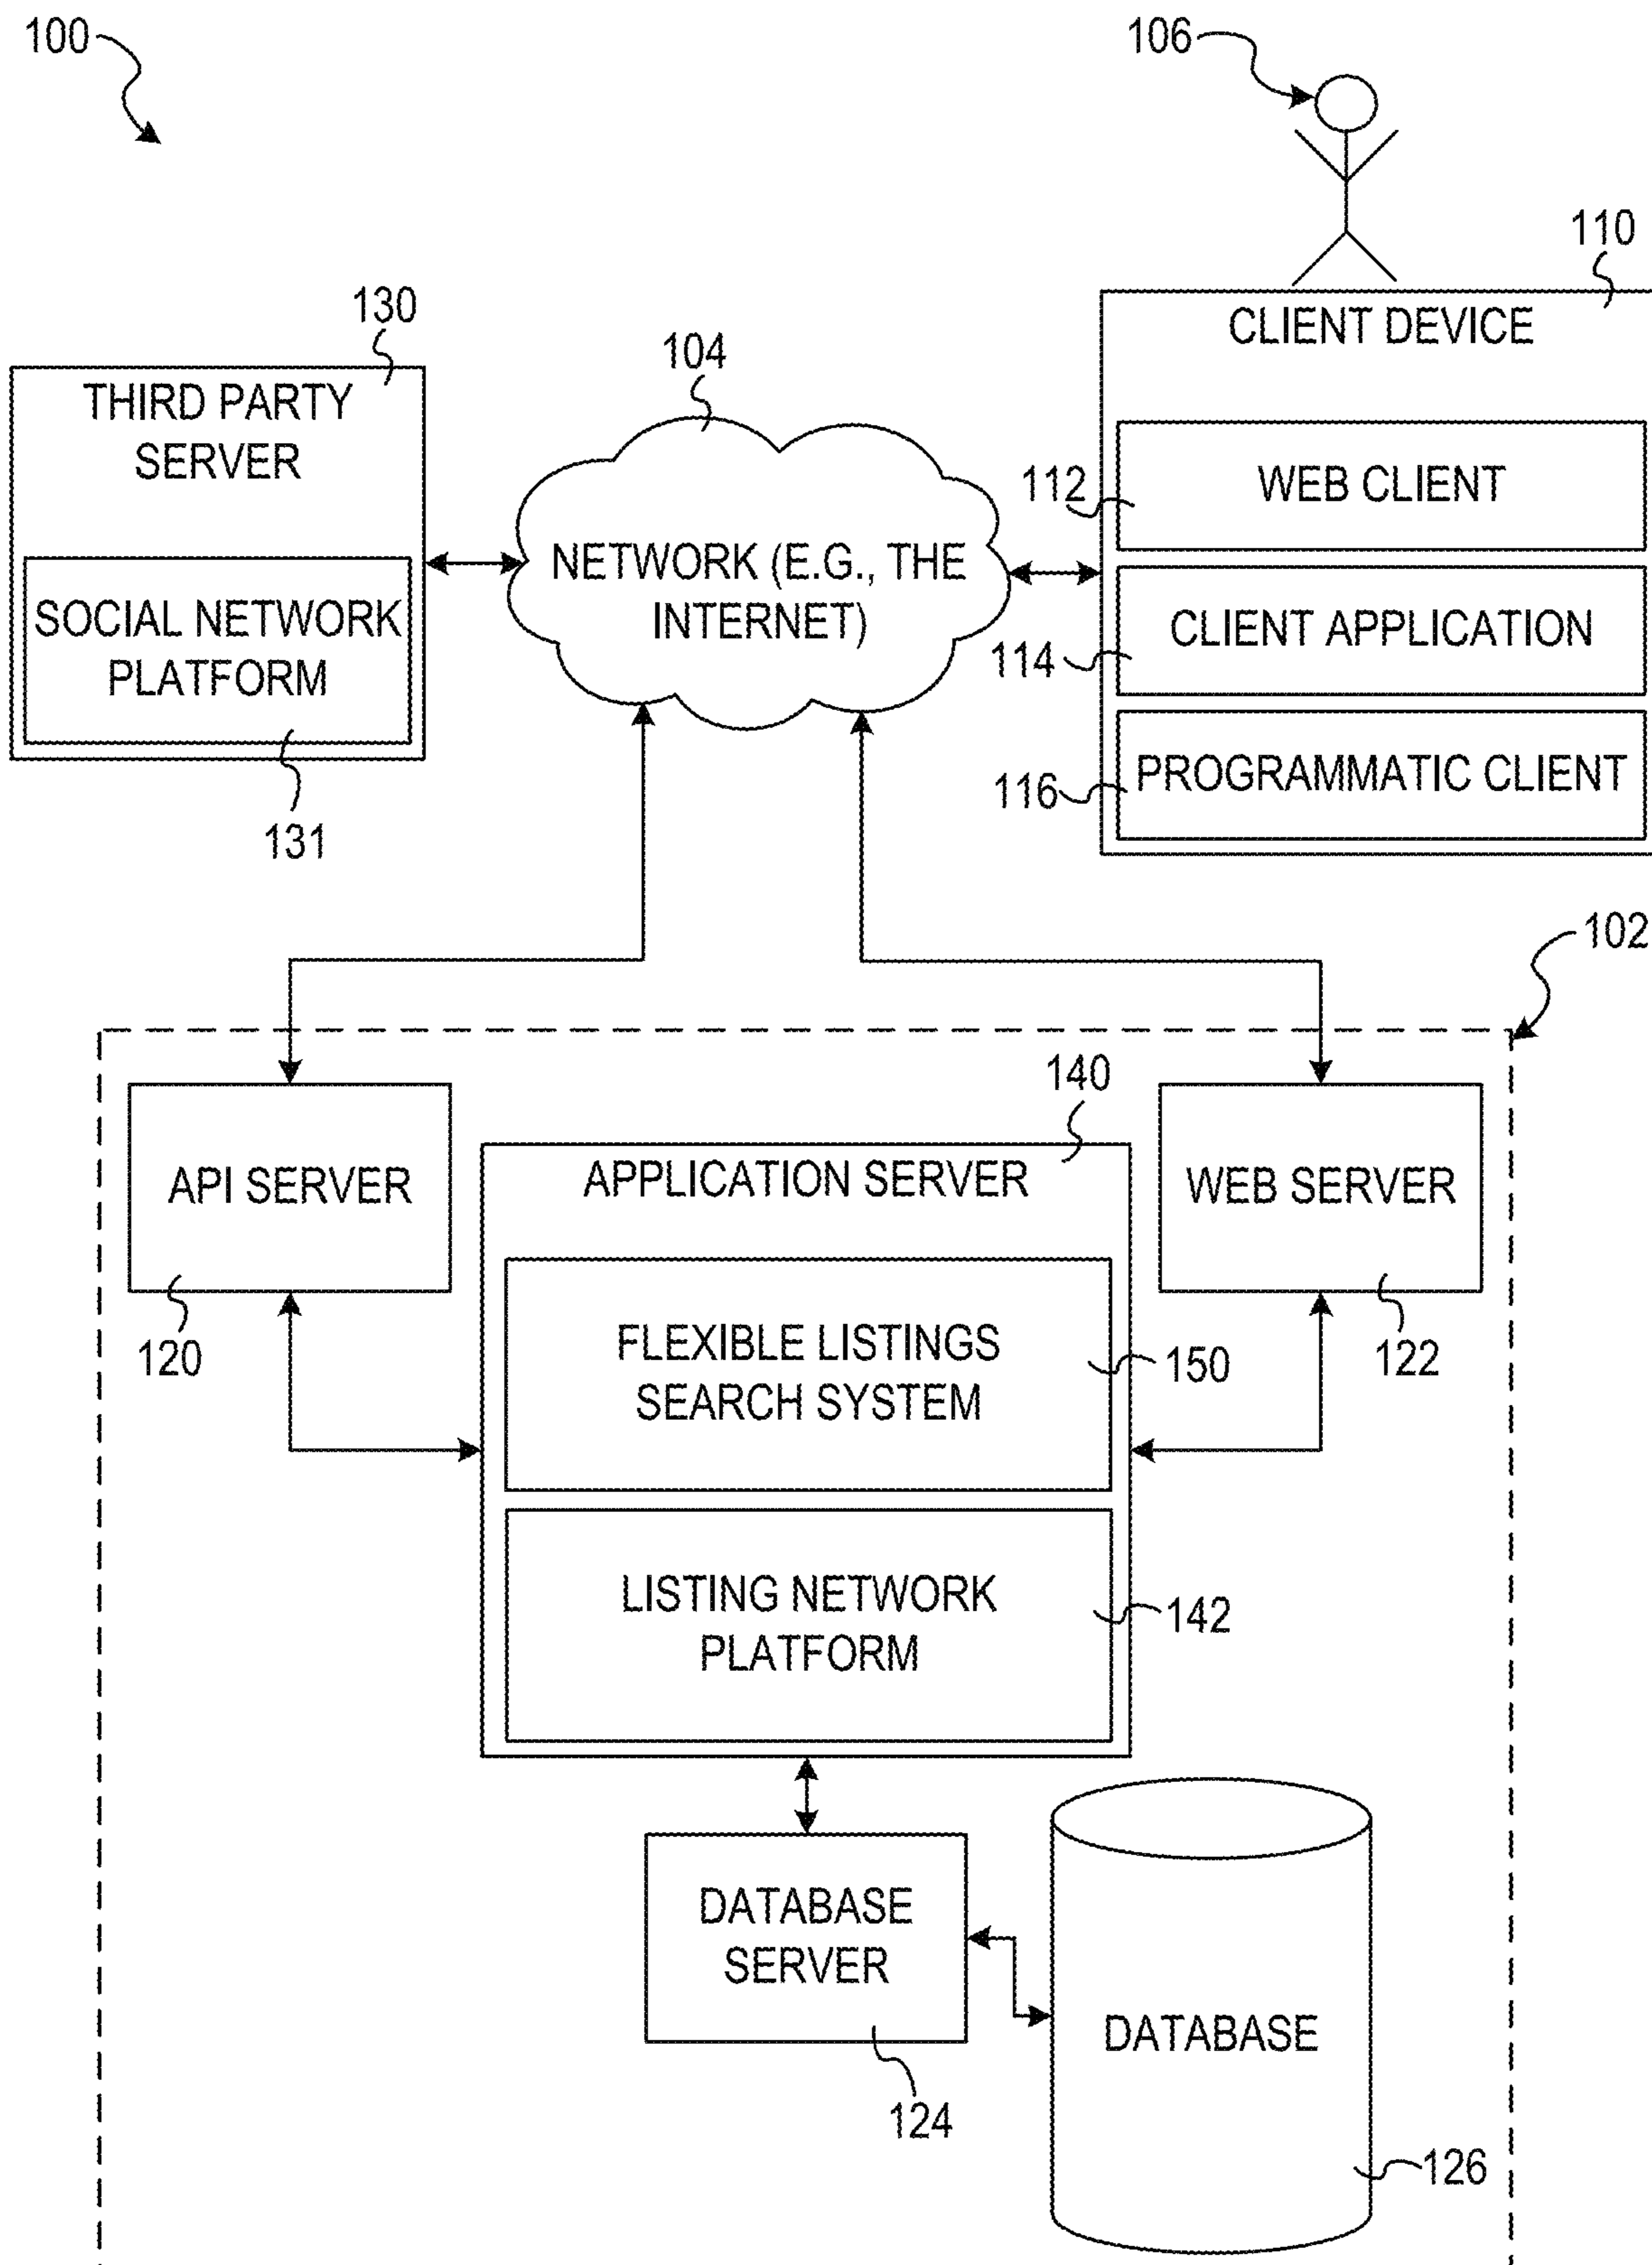 100
106
110
CLIENT DEVICE
130
THIRD PARTY
SERVER
104
112
WEB CLIENT
NETWORK (E.G., THE
INTERNET)
SOCIAL NETWORK
PLATFORM
114
CLIENT APPLICATION
116
PROGRAMMATIC CLIENT
131
102
140
API SERVER
APPLICATION SERVER
WEB SERVER
120
FLEXIBLE LISTINGS
SEARCH SYSTEM
150
122
LISTING NETWORK
PLATFORM
142
DATABASE
SERVER
DATABASE
124
126